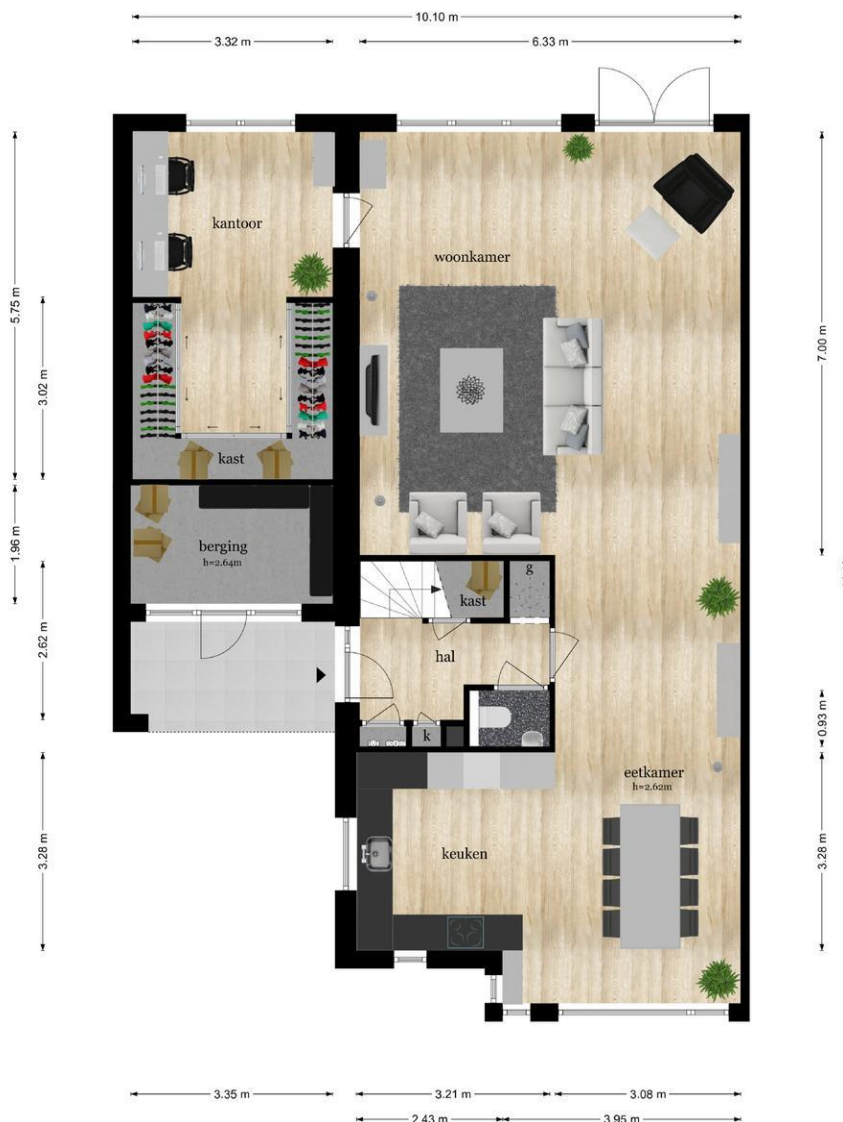 10.10 m
3.32 m
6.33 m
kantoor
woonkamer
5.75 m
7.00 m
3.02 m
kast
1.96 m
berging
h=2.64m
g
kast
2.62 m
hal
0.93 m
k
eetkamer
h=2.62m
3.28 m
keuken
3.28 m
3.35 m
3.21 m
3.08 m
2.43 m
3.95 m